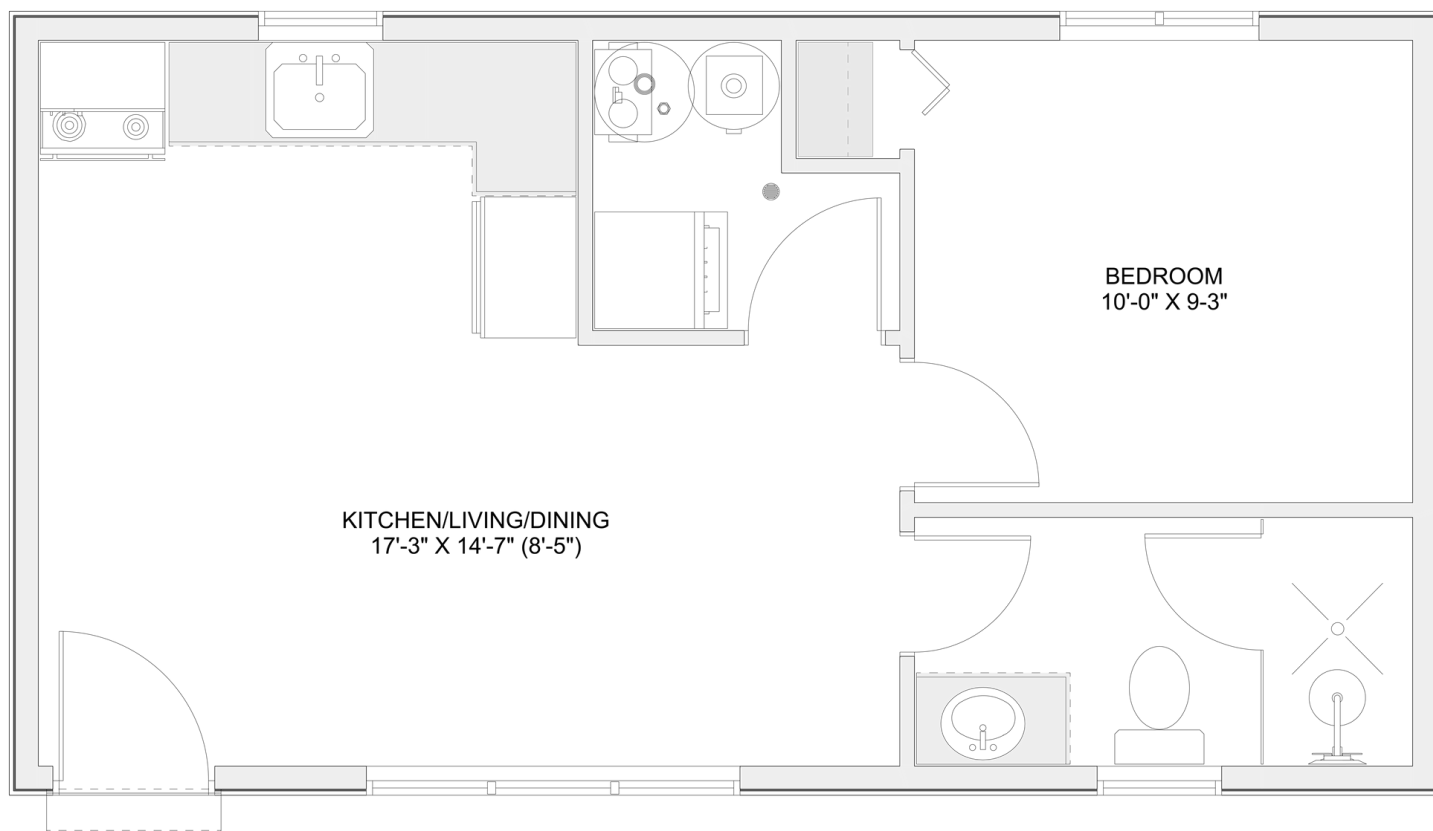 BEDROOM
10'-0" X 9-3"
KITCHEN/LIVING/DINING
17'-3" X 14'-7" (8'-5")